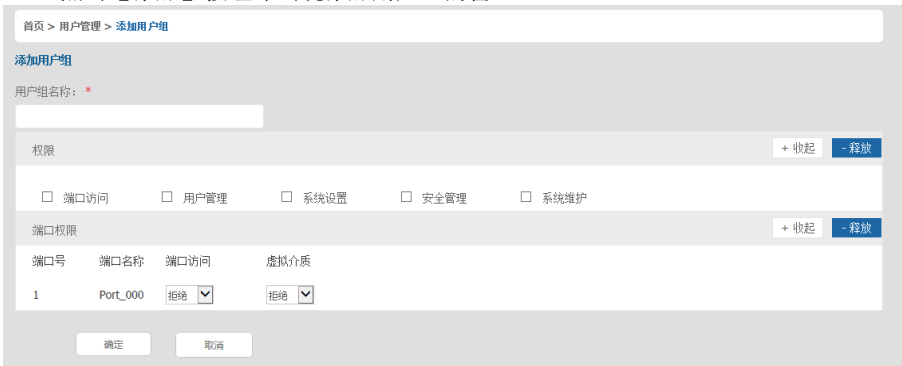 首页 > 用户管理 > 添加用户组
添加用户组
用户组名称： *
权限 + 收起 - 释放
端口访问 用户管理 系统设置 安全管理 系统维护
端口权限 + 收起 - 释放
端口号 端口名称 端口访问 虚拟介质
1 Port_000 拒绝 拒绝
确定 取消